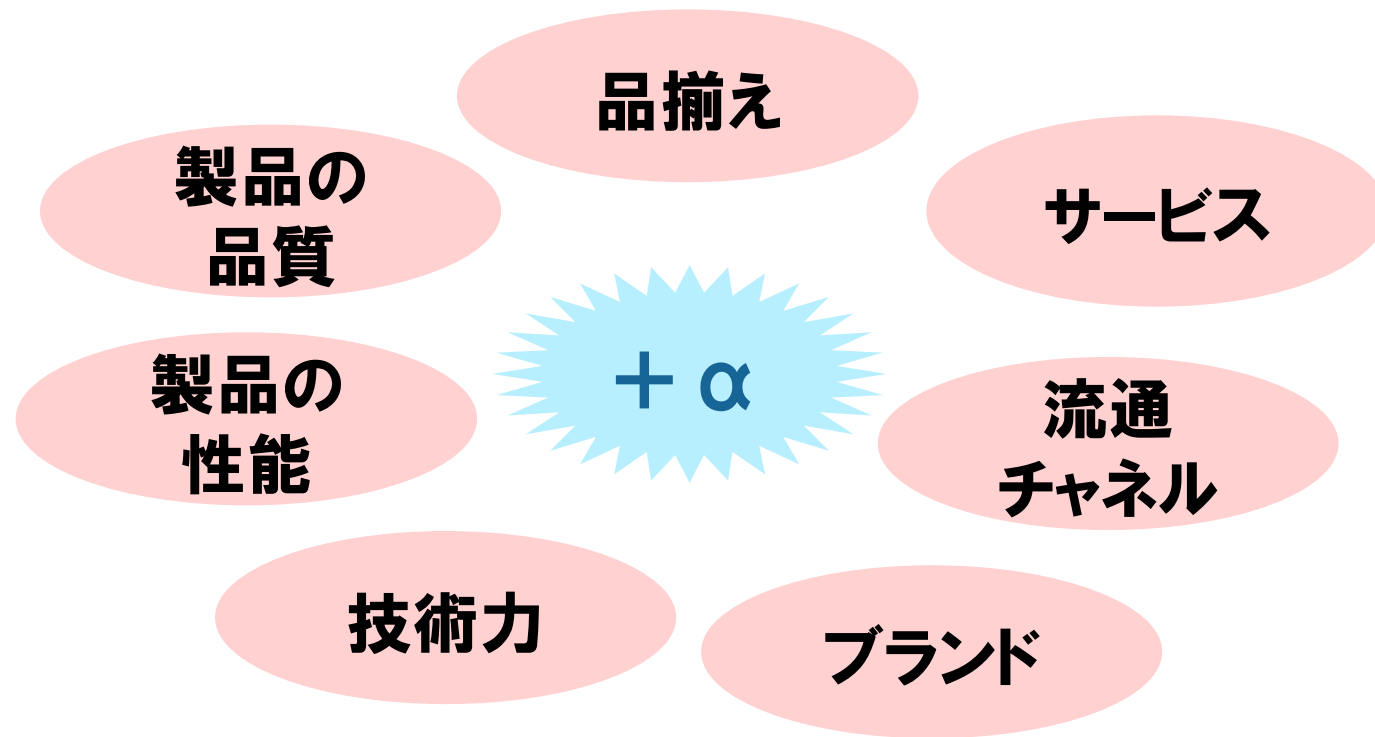 品揃え
製品の
品質
サービス
+α
製品の
性能
流通
チャネル
技術力
ブランド